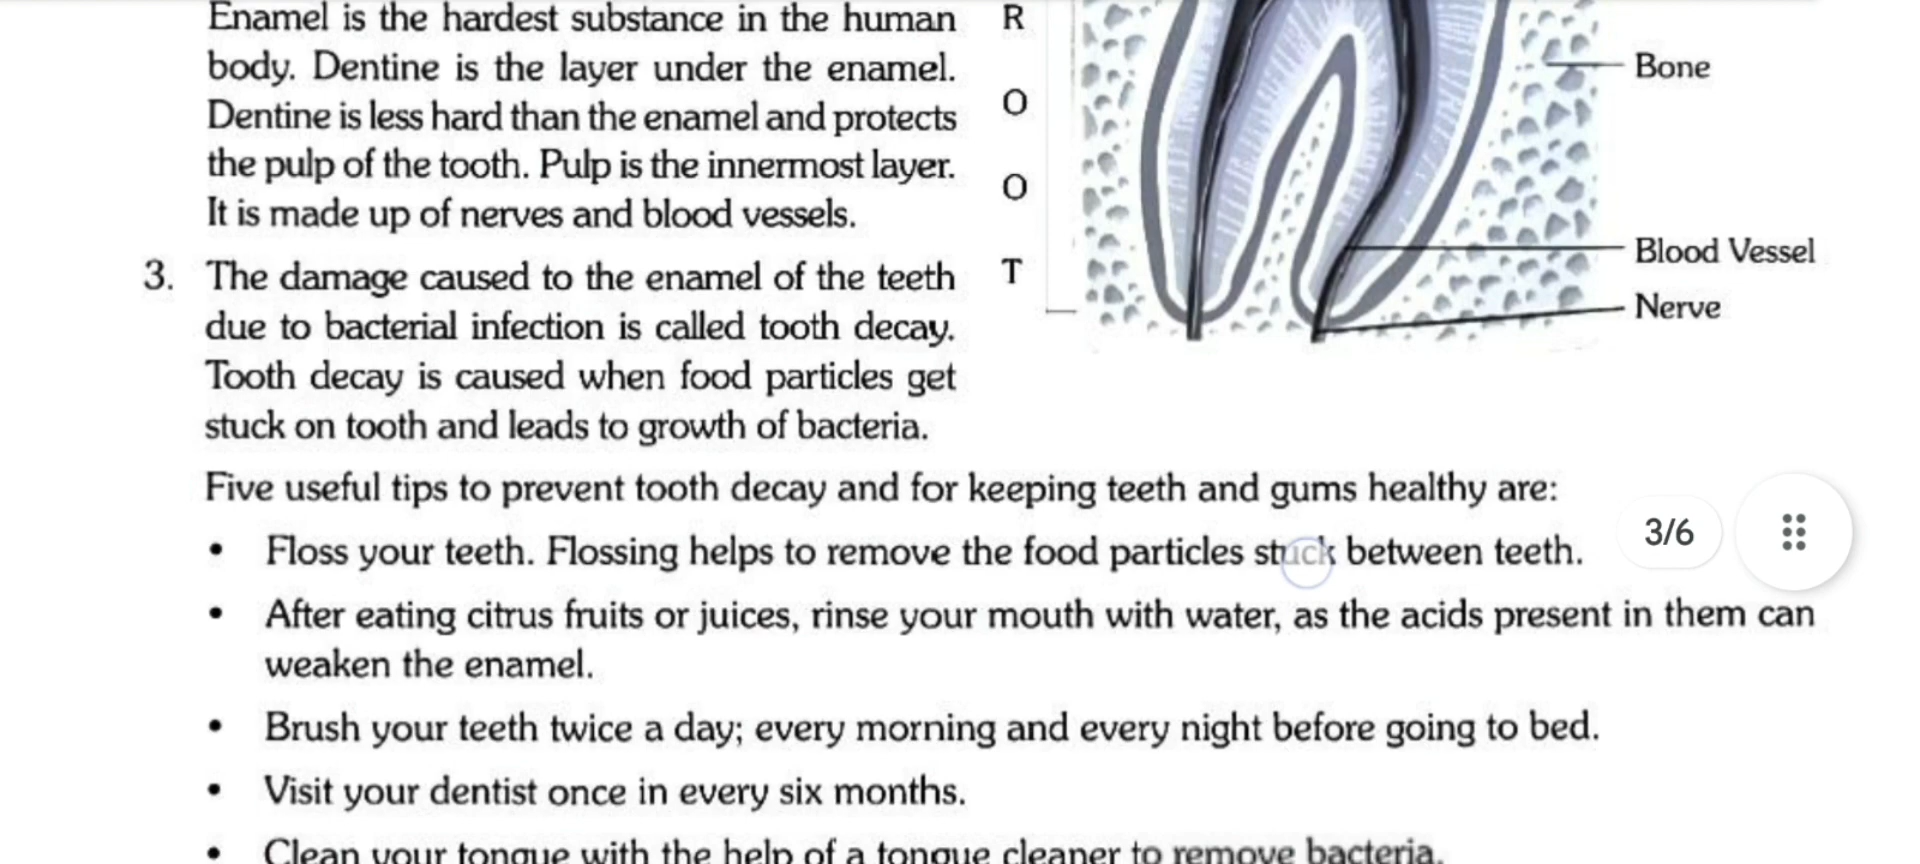 Enamel is the hardest substance in the human
body. Dentine is the layer under the enamel.
Dentine is less hard than the enamel and protects
the pulp of the tooth. Pulp is the innermost layer.
It is made up of nerves and blood vessels.
R
O
O
T
Bone
Blood Vessel
Nerve
3. The damage caused to the enamel of the teeth
due to bacterial infection is called tooth decay.
Tooth decay is caused when food particles get
stuck on tooth and leads to growth of bacteria.
Five useful tips to prevent tooth decay and for keeping teeth and gums healthy are:
• Floss your teeth. Flossing helps to remove the food particles stuck between teeth.
3/6
• After eating citrus fruits or juices, rinse your mouth with water, as the acids present in them can
weaken the enamel.
• Brush your teeth twice a day; every morning and every night before going to bed.
• Visit your dentist once in every six months.
• Clean your tongue with the help of a tongue cleaner to remove bacteria.